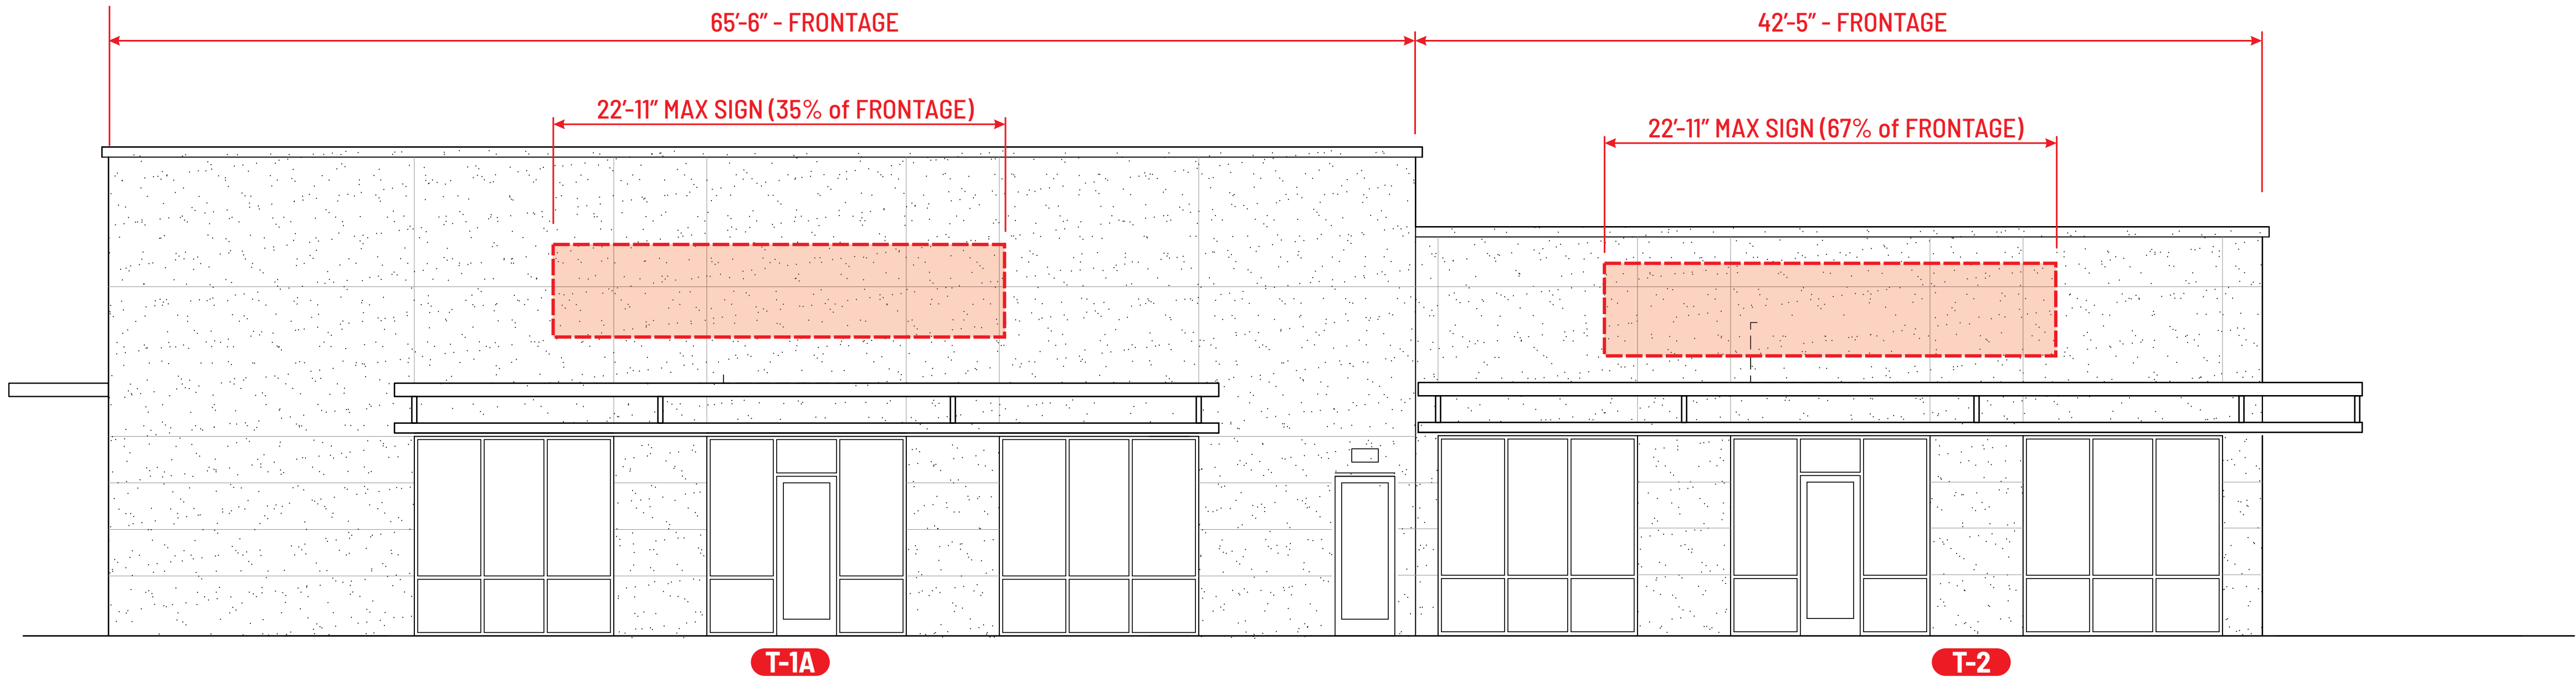 65’-6” - FRONTAGE
42’-5” - FRONTAGE
22’-11” MAX SIGN (35% of FRONTAGE)
22’-11” MAX SIGN (67% of FRONTAGE)
T-1A
T-2